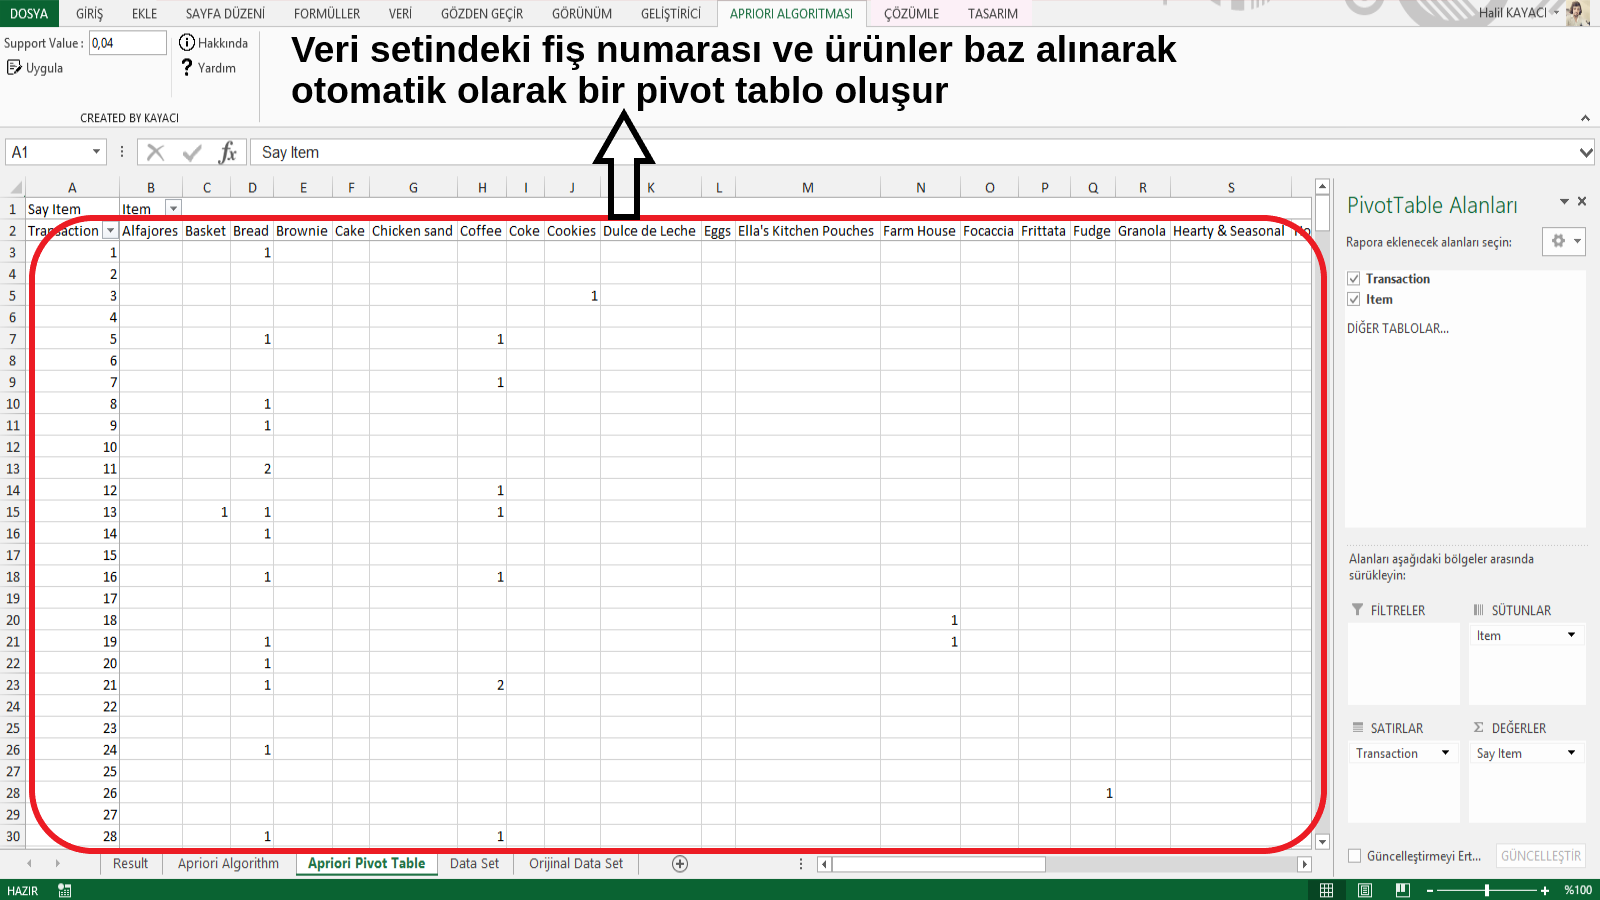 DOSYA GİRİŞ EKLE SAYFA DÜZENİ FORMÜLLER VERİ GÖZDEN GEÇİR GÖRÜNÜM GELİŞTİRİCİ APRIORI ALGORITMASI ÇÖZÜMLE TASARIM Halil KAYACI
Support Value : 0,04 Hakkında
Uygula ? Yardım
CREATED BY KAYACI
Veri setindeki fiş numarası ve ürünler baz alınarak
otomatik olarak bir pivot tablo oluşur
A1 fx Say Item
A B C D E F G H I J K L M N O P Q R S
1 Say Item Item
2 Transaction Alfajores Basket Bread Brownie Cake Chicken sand Coffee Coke Cookies Dulce de Leche Eggs Ella's Kitchen Pouches Farm House Focaccia Frittata Fudge Granola Hearty & Seasonal
3 1 1
4 2
5 3 1
6 4
7 5 1 1
8 6
9 7 1
10 8 1
11 9 1
12 10
13 11 2
14 12 1
15 13 1 1 1
16 14 1
17 15
18 16 1 1
19 17
20 18 1
21 19 1 1
22 20 1
23 21 1 2
24 22
25 23
26 24 1
27 25
28 26 1
29 27
30 28 1 1
Result Apriori Algorithm Apriori Pivot Table Data Set Orijinal Data Set
PivotTable Alanları
Rapora eklenecek alanları seçin:
Transaction
Item
DİĞER TABLOLAR...
Alanları aşağıdaki bölgeler arasında
sürükleyin:
FİLTRELER SÜTUNLAR
Item
SATIRLAR Σ DEĞERLER
Transaction Say Item
Güncelleştirmeyi Ert... GÜNCELLEŞTİR
HAZIR %100